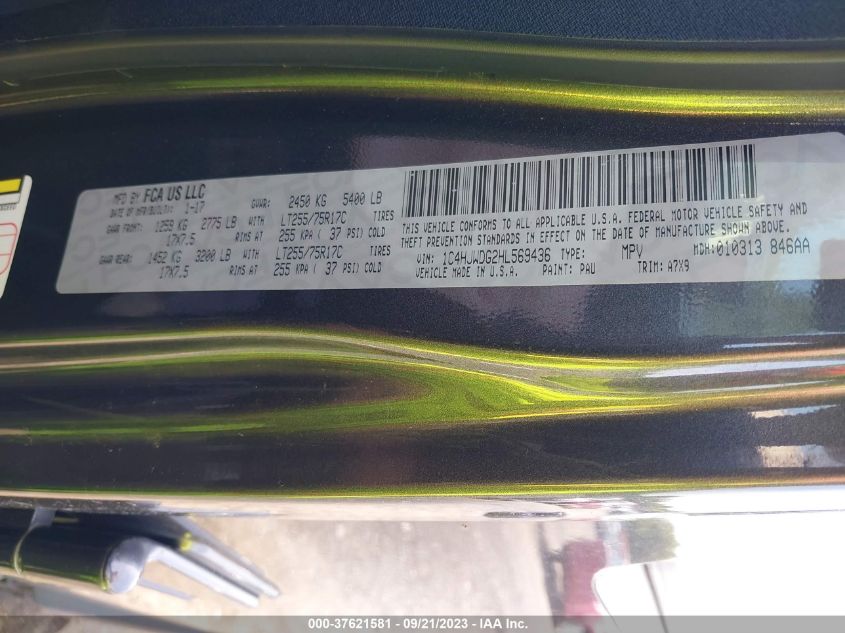 MFD BY FCA US LLC GVWR: 2450 KG 5400 LB
DATE OF MFR 1-17
GAWR FRONT: 1259 KG 2775 LB WITH LT255/75R17C TIRES
17X7.5 RIMS AT 255 KPA ( 37 PSI) COLD
GAWR REAR: 1452 KG 3200 LB WITH LT255/75R17C TIRES
17X7.5 RIMS AT 255 KPA ( 37 PSI) COLD
THIS VEHICLE CONFORMS TO ALL APPLICABLE U.S.A. FEDERAL MOTOR VEHICLE SAFETY AND
THEFT PREVENTION STANDARDS IN EFFECT ON THE DATE OF MANUFACTURE SHOWN ABOVE.
VIN: 1C4HJWDG2HL569436 TYPE: MPV MDH:010313 846AA
VEHICLE MADE IN U.S.A. PAINT: PAU TRIM: A7X9
000-37621581 - 09/21/2023 - IAA Inc.